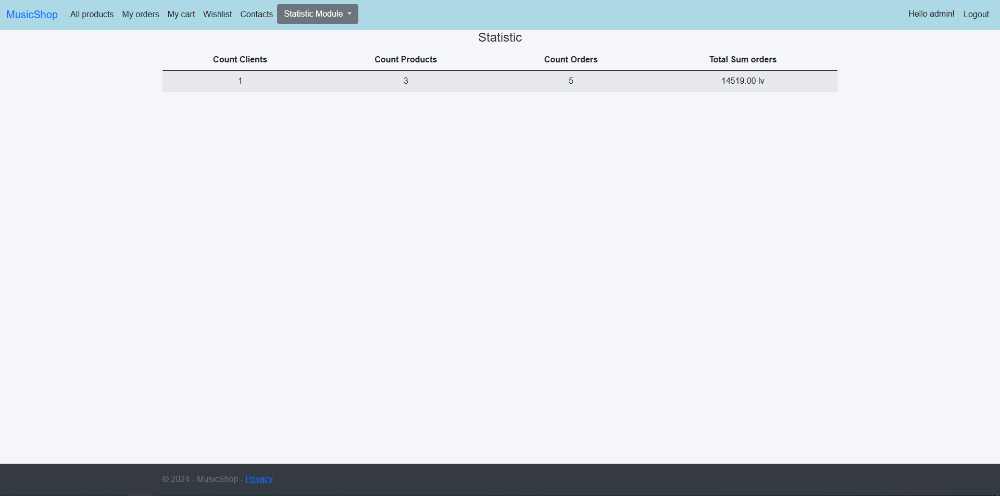 MusicShop All products My orders My cart Wishlist Contacts Statistic Module Hello admin! Logout
Statistic
Count Clients Count Products Count Orders Total Sum orders
1 3 5 14519.00 lv
© 2024 - MusicShop - Privacy